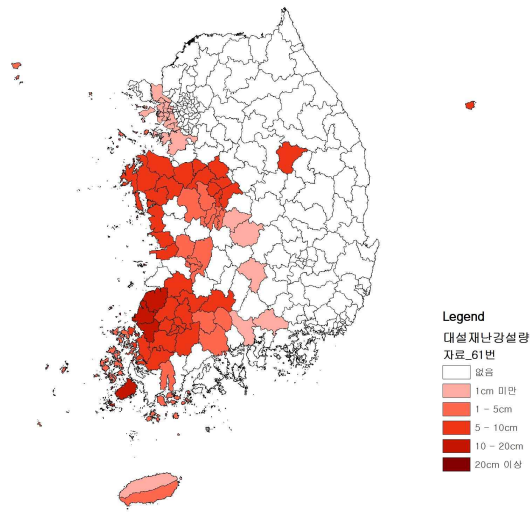 Legend
대설재난강설량
자료_61번
없음
1cm 미만
1 - 5cm
5 - 10cm
10 - 20cm
20cm 이상